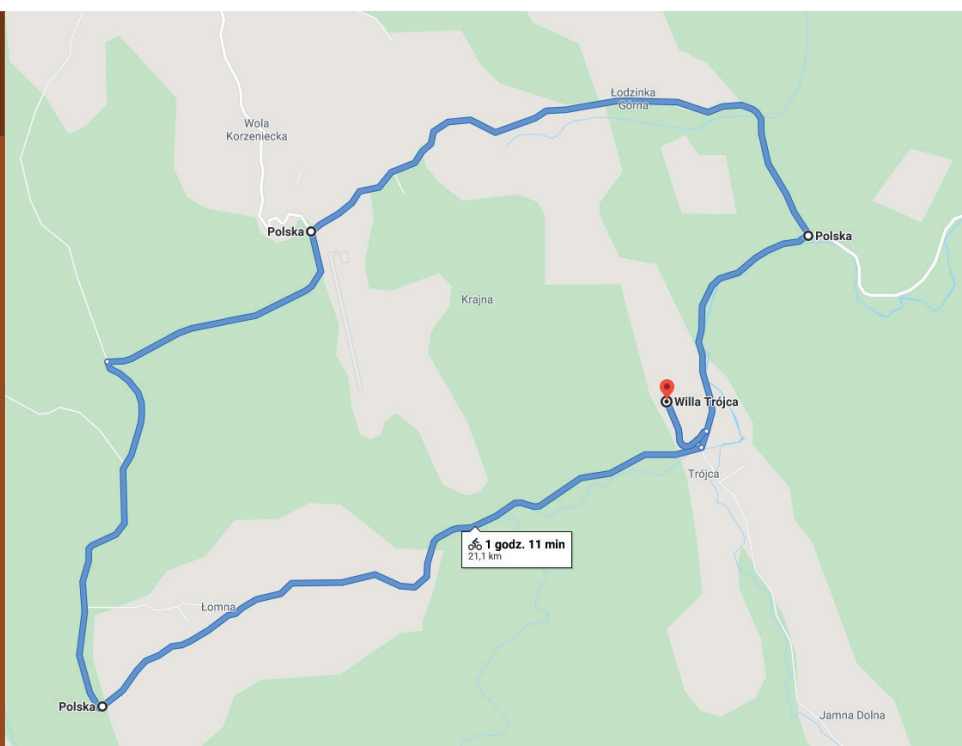 Łodzinka
Górna
Wola
Korzeniecka
Polska
Polska
Krajna
Willa Trójca
Trójca
1 godz. 11 min
21,1 km
Łomna
Polska
Jamna Dolna